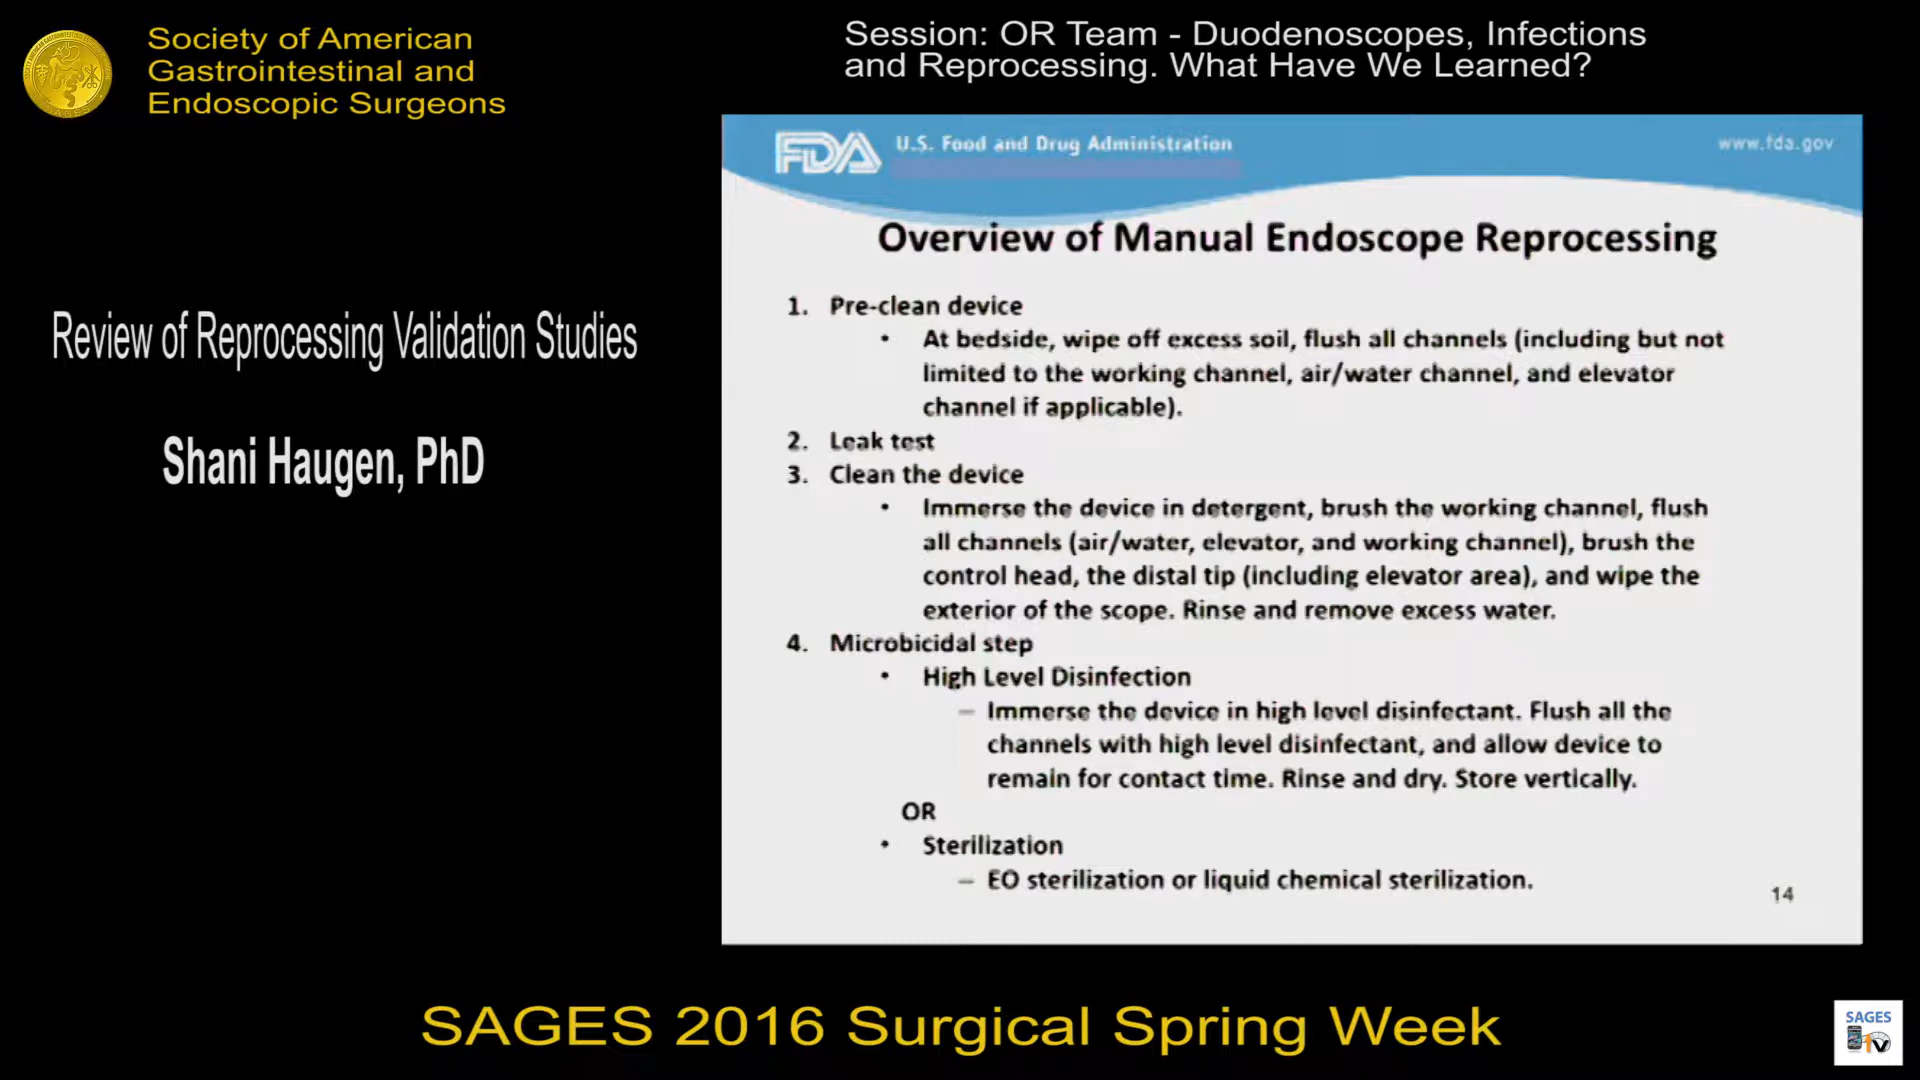 Society of American
Gastrointestinal and
Endoscopic Surgeons
Session: OR Team - Duodenoscopes, Infections
and Reprocessing. What Have We Learned?
Review of Reprocessing Validation Studies
Shani Haugen, PhD
FDA U.S. Food and Drug Administration
www.fda.gov
Overview of Manual Endoscope Reprocessing
1. Pre-clean device
• At bedside, wipe off excess soil, flush all channels (including but not
limited to the working channel, air/water channel, and elevator
channel if applicable).
2. Leak test
3. Clean the device
• Immerse the device in detergent, brush the working channel, flush
all channels (air/water, elevator, and working channel), brush the
control head, the distal tip (including elevator area), and wipe the
exterior of the scope. Rinse and remove excess water.
4. Microbicidal step
• High Level Disinfection
– Immerse the device in high level disinfectant. Flush all the
channels with high level disinfectant, and allow device to
remain for contact time. Rinse and dry. Store vertically.
OR
• Sterilization
– EO sterilization or liquid chemical sterilization.
14
SAGES 2016 Surgical Spring Week
SAGES
TV